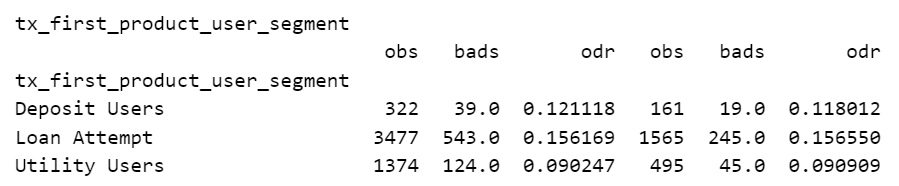 tx_first_product_user_segment
obs bads odr obs bads odr
tx_first_product_user_segment
Deposit Users 322 39.0 0.121118 161 19.0 0.118012
Loan Attempt 3477 543.0 0.156169 1565 245.0 0.156550
Utility Users 1374 124.0 0.090247 495 45.0 0.090909